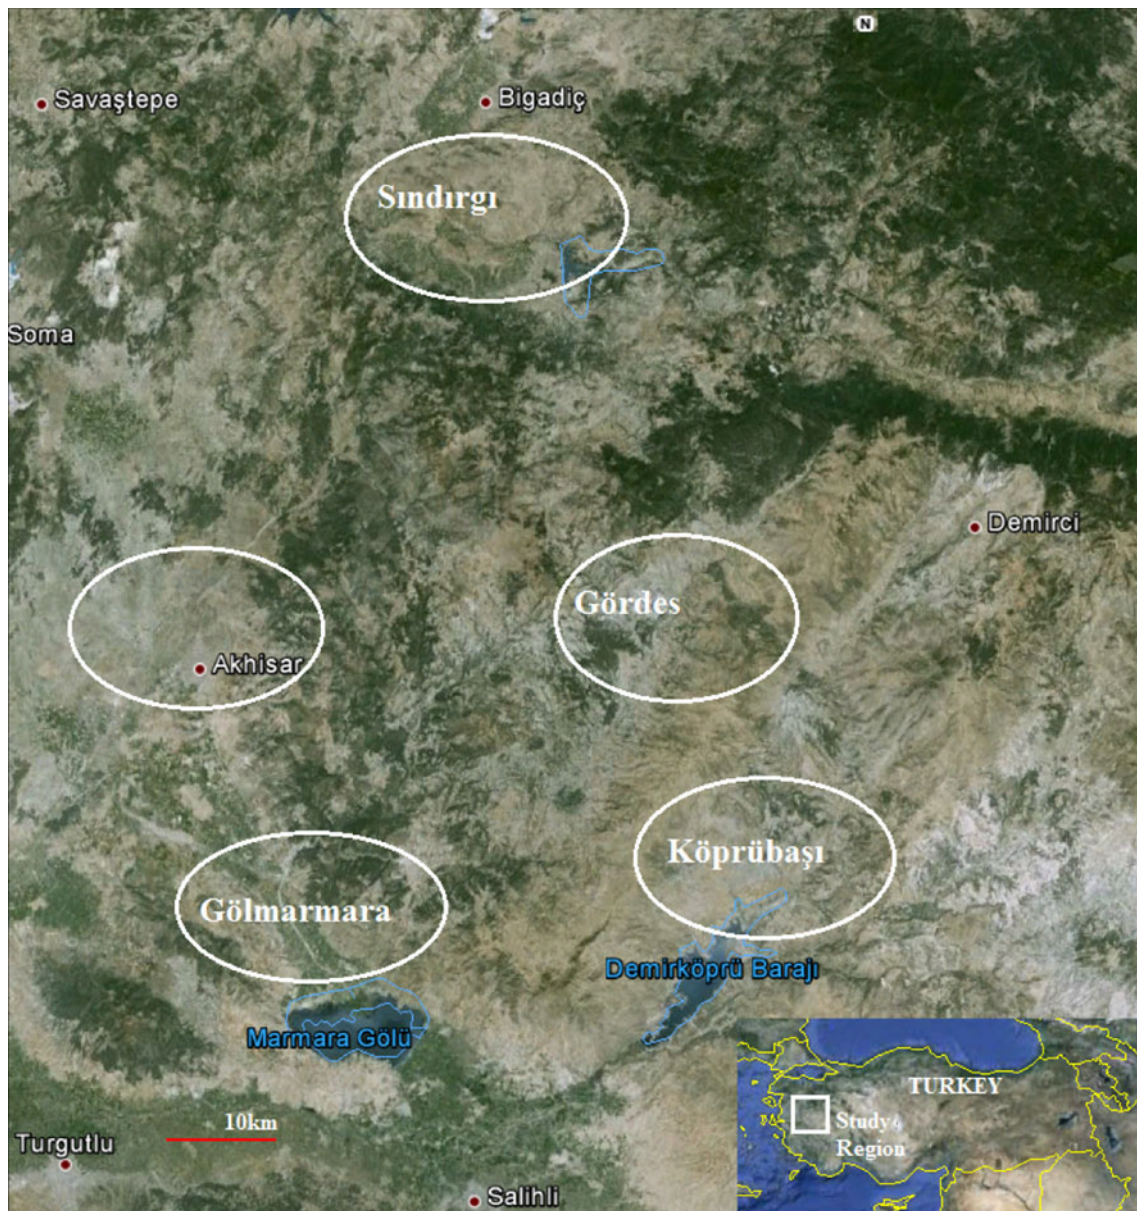 N
Savaştepe
Bigadiç
Sındırgı
Soma
Demirci
Gördes
Akhisar
Köprübaşı
Gölmarmara
Demirköprü Barajı
Marmara Gölü
TURKEY
Study
Region
10km
Turgutlu
Salihli